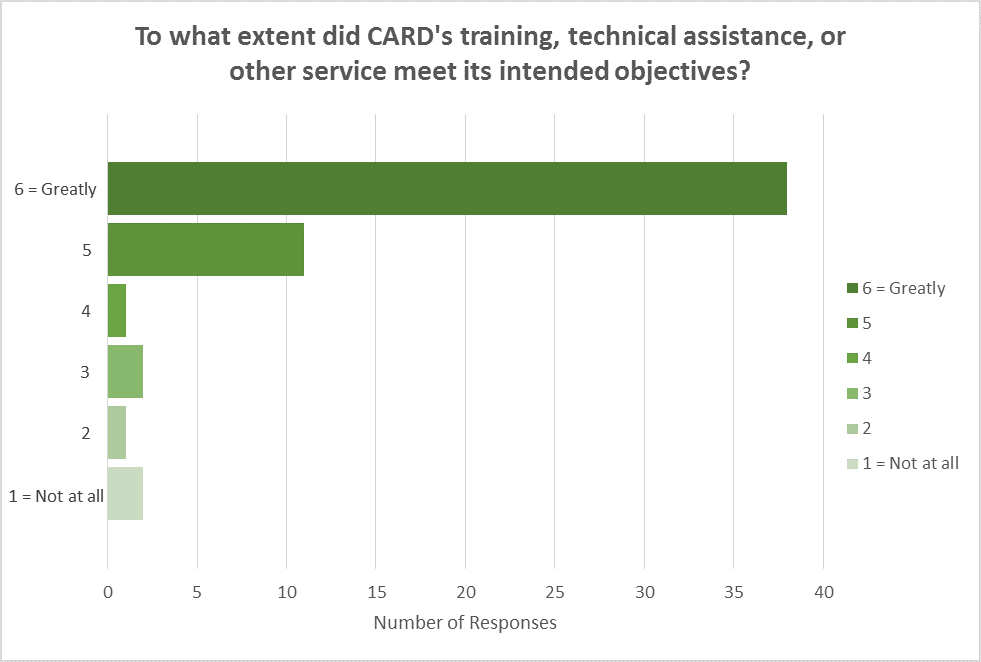 To what extent did CARD's training, technical assistance, or
other service meet its intended objectives?
6 = Greatly
5
4
3
2
1 = Not at all
0 5 10 15 20 25 30 35 40
Number of Responses
6 = Greatly
5
4
3
2
1 = Not at all